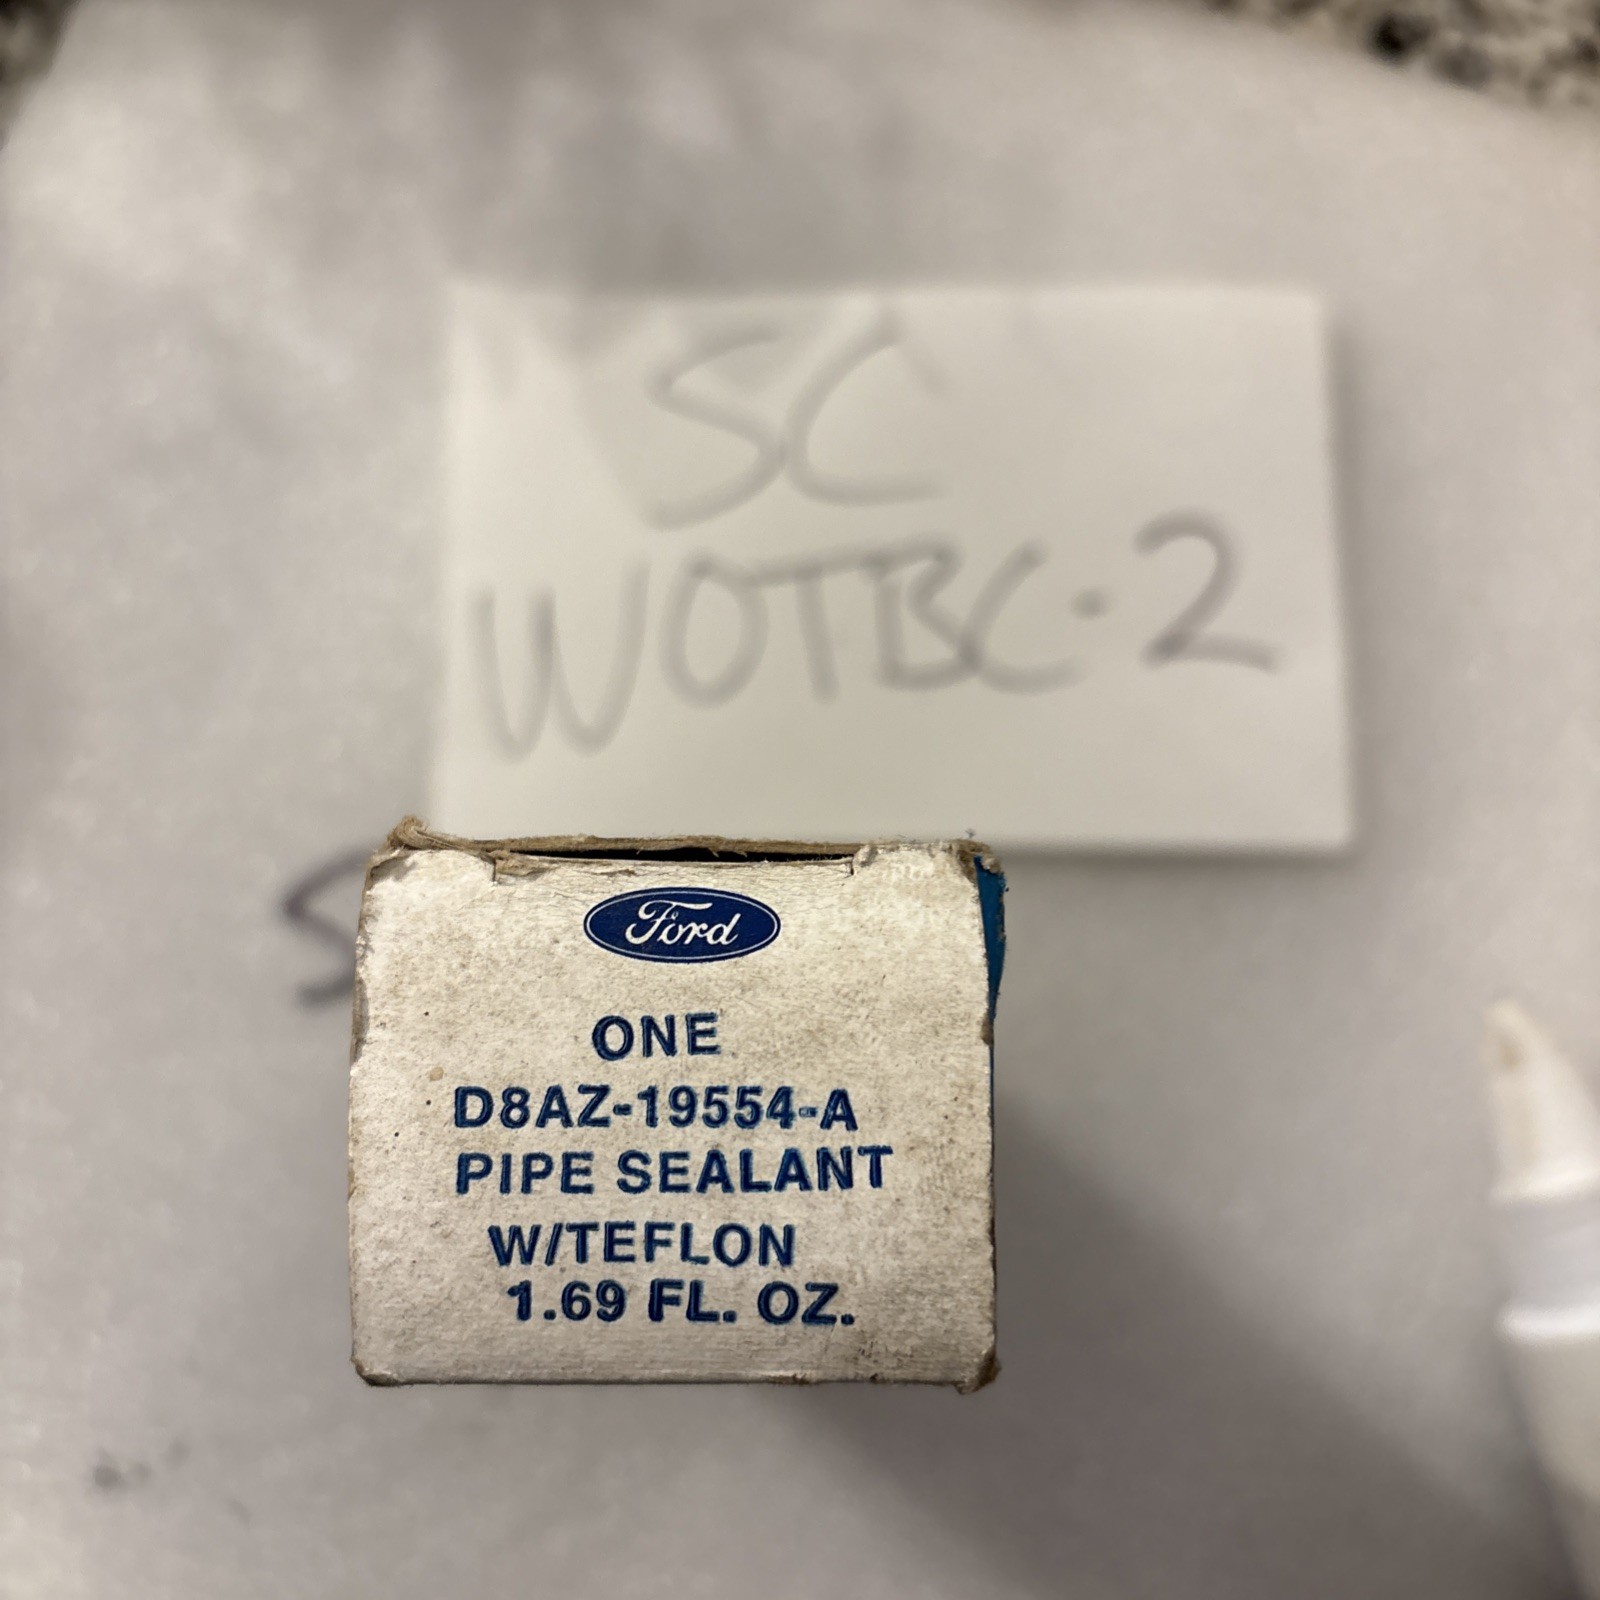 SC
WOTBC-2
S
Ford
ONE
D8AZ-19554-A
PIPE SEALANT
W/TEFLON
1.69 FL. OZ.